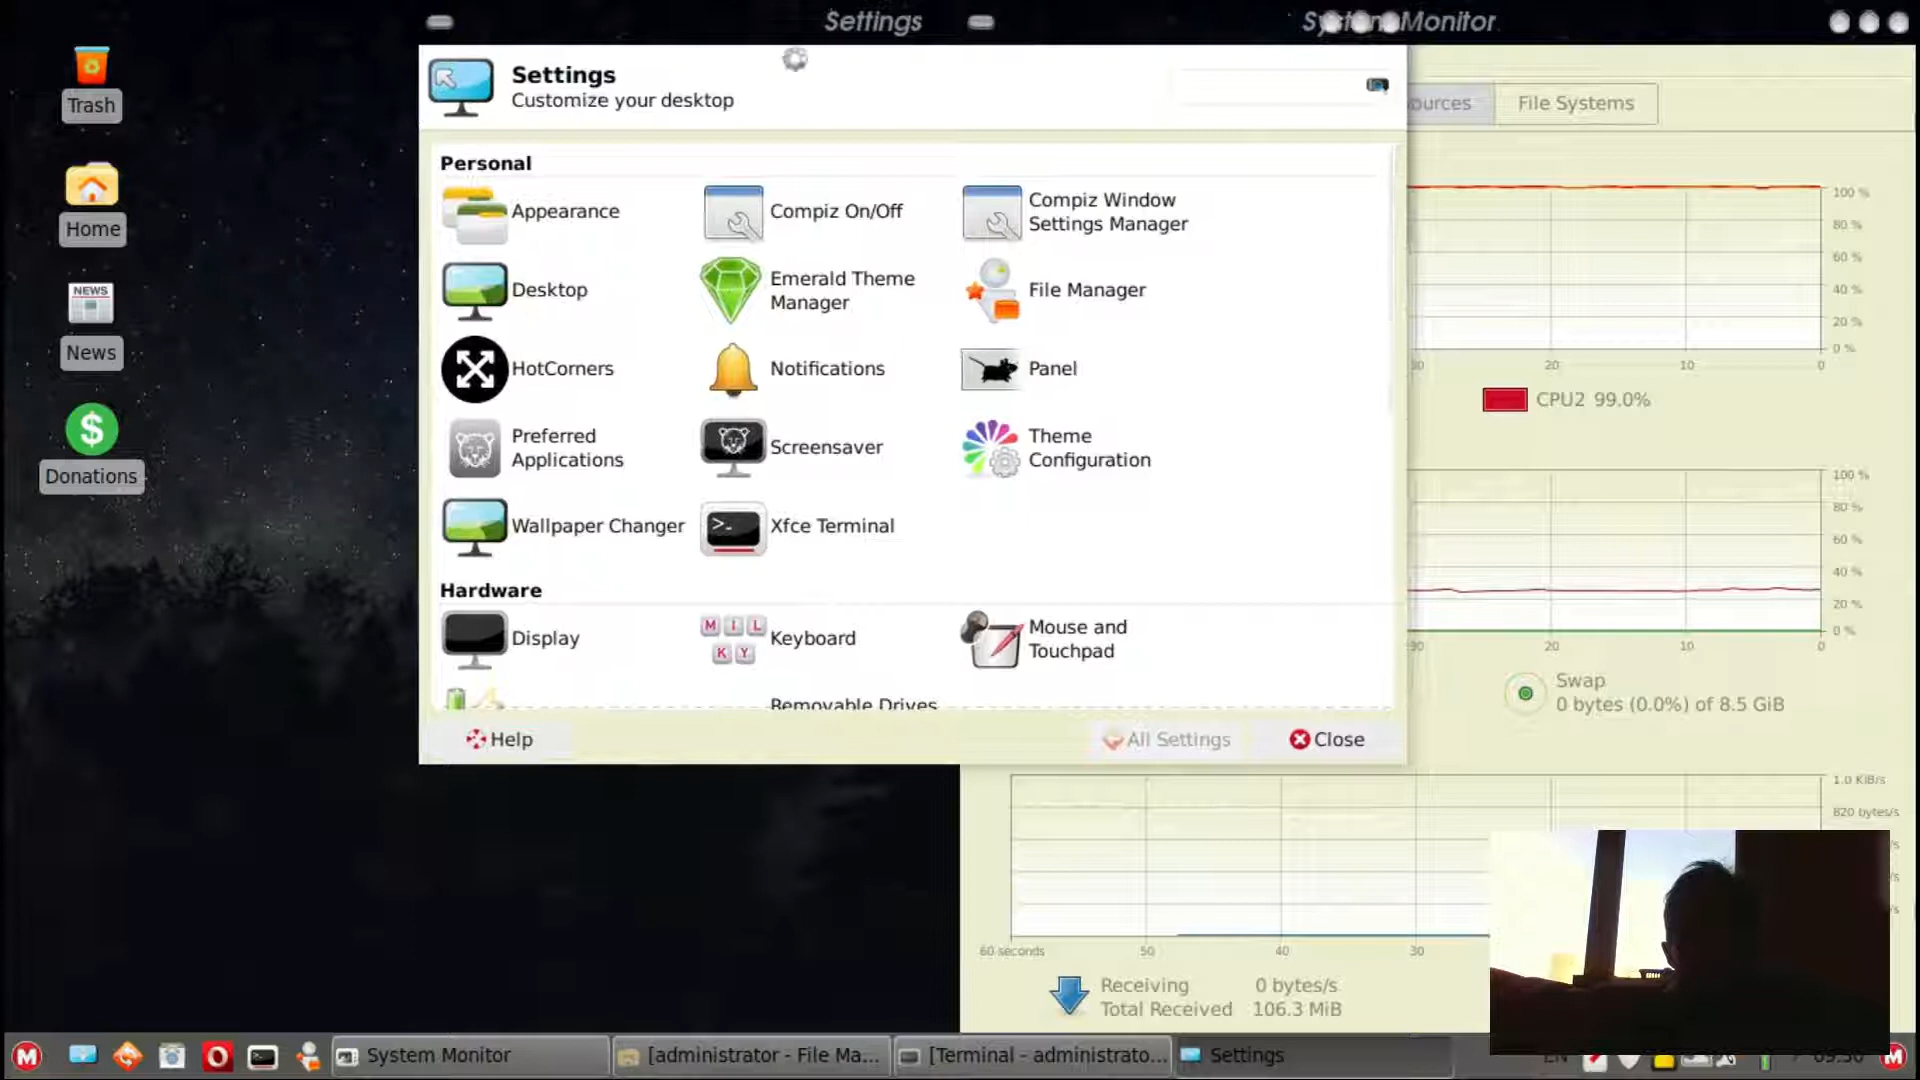 Settings
System Monitor
Trash
Home
NEWS
News
Donations
Settings
Customize your desktop
File Systems
Personal
Appearance
Compiz On/Off
Compiz Window
Settings Manager
Desktop
Emerald Theme
Manager
File Manager
HotCorners
Notifications
Panel
Preferred
Applications
Screensaver
Theme
Configuration
Wallpaper Changer
Xfce Terminal
Hardware
Display
M I L
K Y
Keyboard
Mouse and
Touchpad
Removable Drives
Help
All Settings
Close
100 %
80 %
60 %
40 %
20 %
0 %
20
10
0
CPU2 99.0%
100 %
80 %
60 %
40 %
20 %
0 %
20
10
0
Swap
0 bytes (0.0%) of 8.5 GiB
1.0 KiB/s
820 bytes/s
60 seconds
50
40
30
Receiving
0 bytes/s
Total Received
106.3 MiB
System Monitor
[administrator - File Ma...
[Terminal - administrato...
Settings